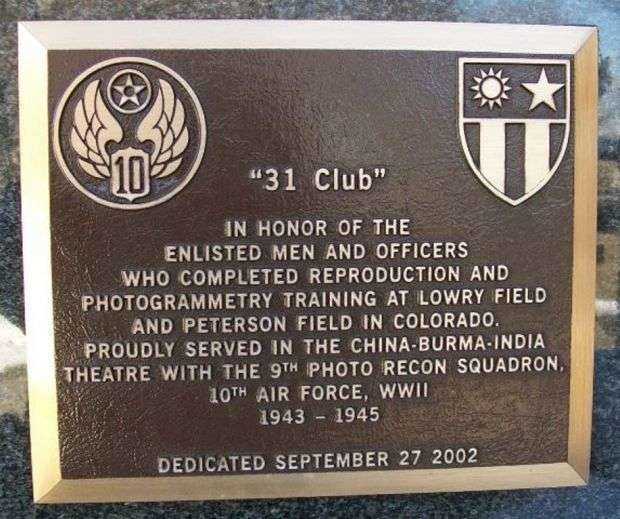 10
"31 Club"
IN HONOR OF THE
ENLISTED MEN AND OFFICERS
WHO COMPLETED REPRODUCTION AND
PHOTOGRAMMETRY TRAINING AT LOWRY FIELD
AND PETERSON FIELD IN COLORADO.
PROUDLY SERVED IN THE CHINA-BURMA-INDIA
THEATRE WITH THE 9TH PHOTO RECON SQUADRON,
10TH AIR FORCE, WWII
1943 – 1945
DEDICATED SEPTEMBER 27 2002